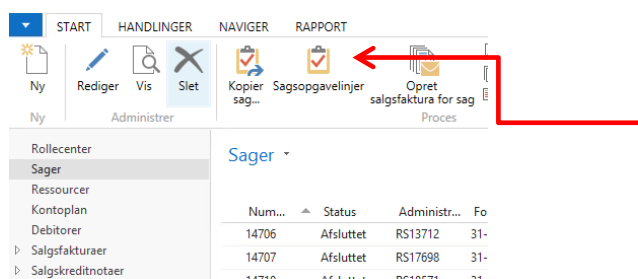 START HANDLINGER NAVIGER RAPPORT
Ny Rediger Vis Slet Kopier sag... Sagsopgavelinjer Opret salgsfaktura for sag
Ny Administrer Proces
Rollecenter
Sager
Ressourcer
Kontoplan
Debitorer
Salgsfakturaer
Salgskreditnotaer
Sager
Num... Status Administr... Fo
14706 Afsluttet RS13712 31-
14707 Afsluttet RS17698 31-